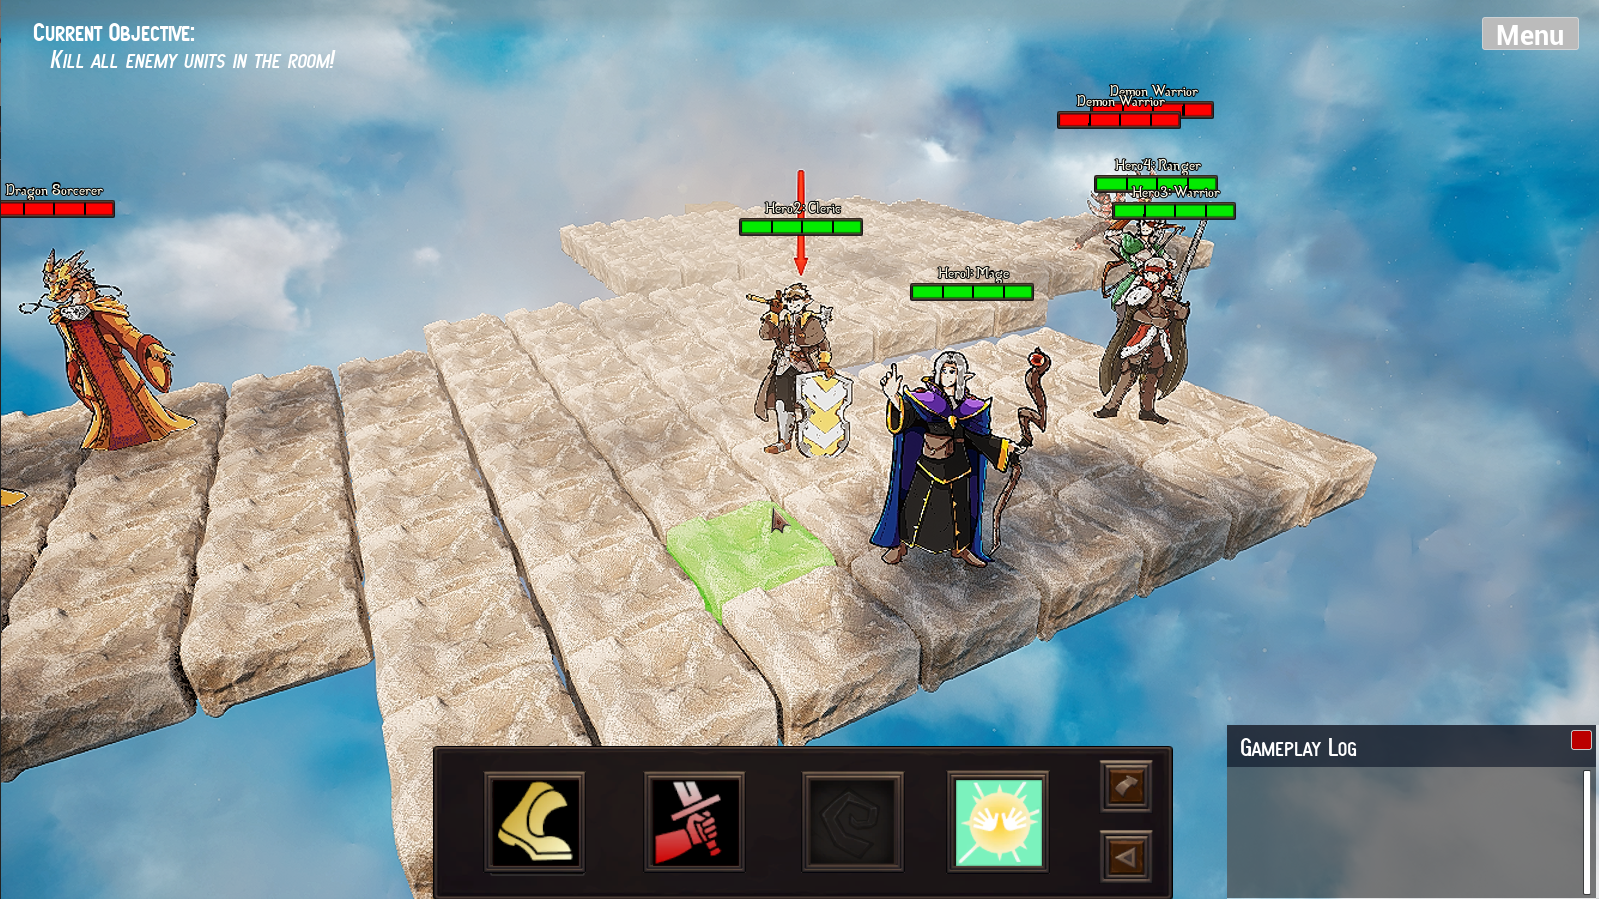 Current Objective:
Kill all enemy units in the room!
Menu
Demon Warrior
Demon Warrior
Hero4: Ranger
Hero3: Warrior
Dragon Sorcerer
Hero2: Cleric
Hero1: Mage
Gameplay Log